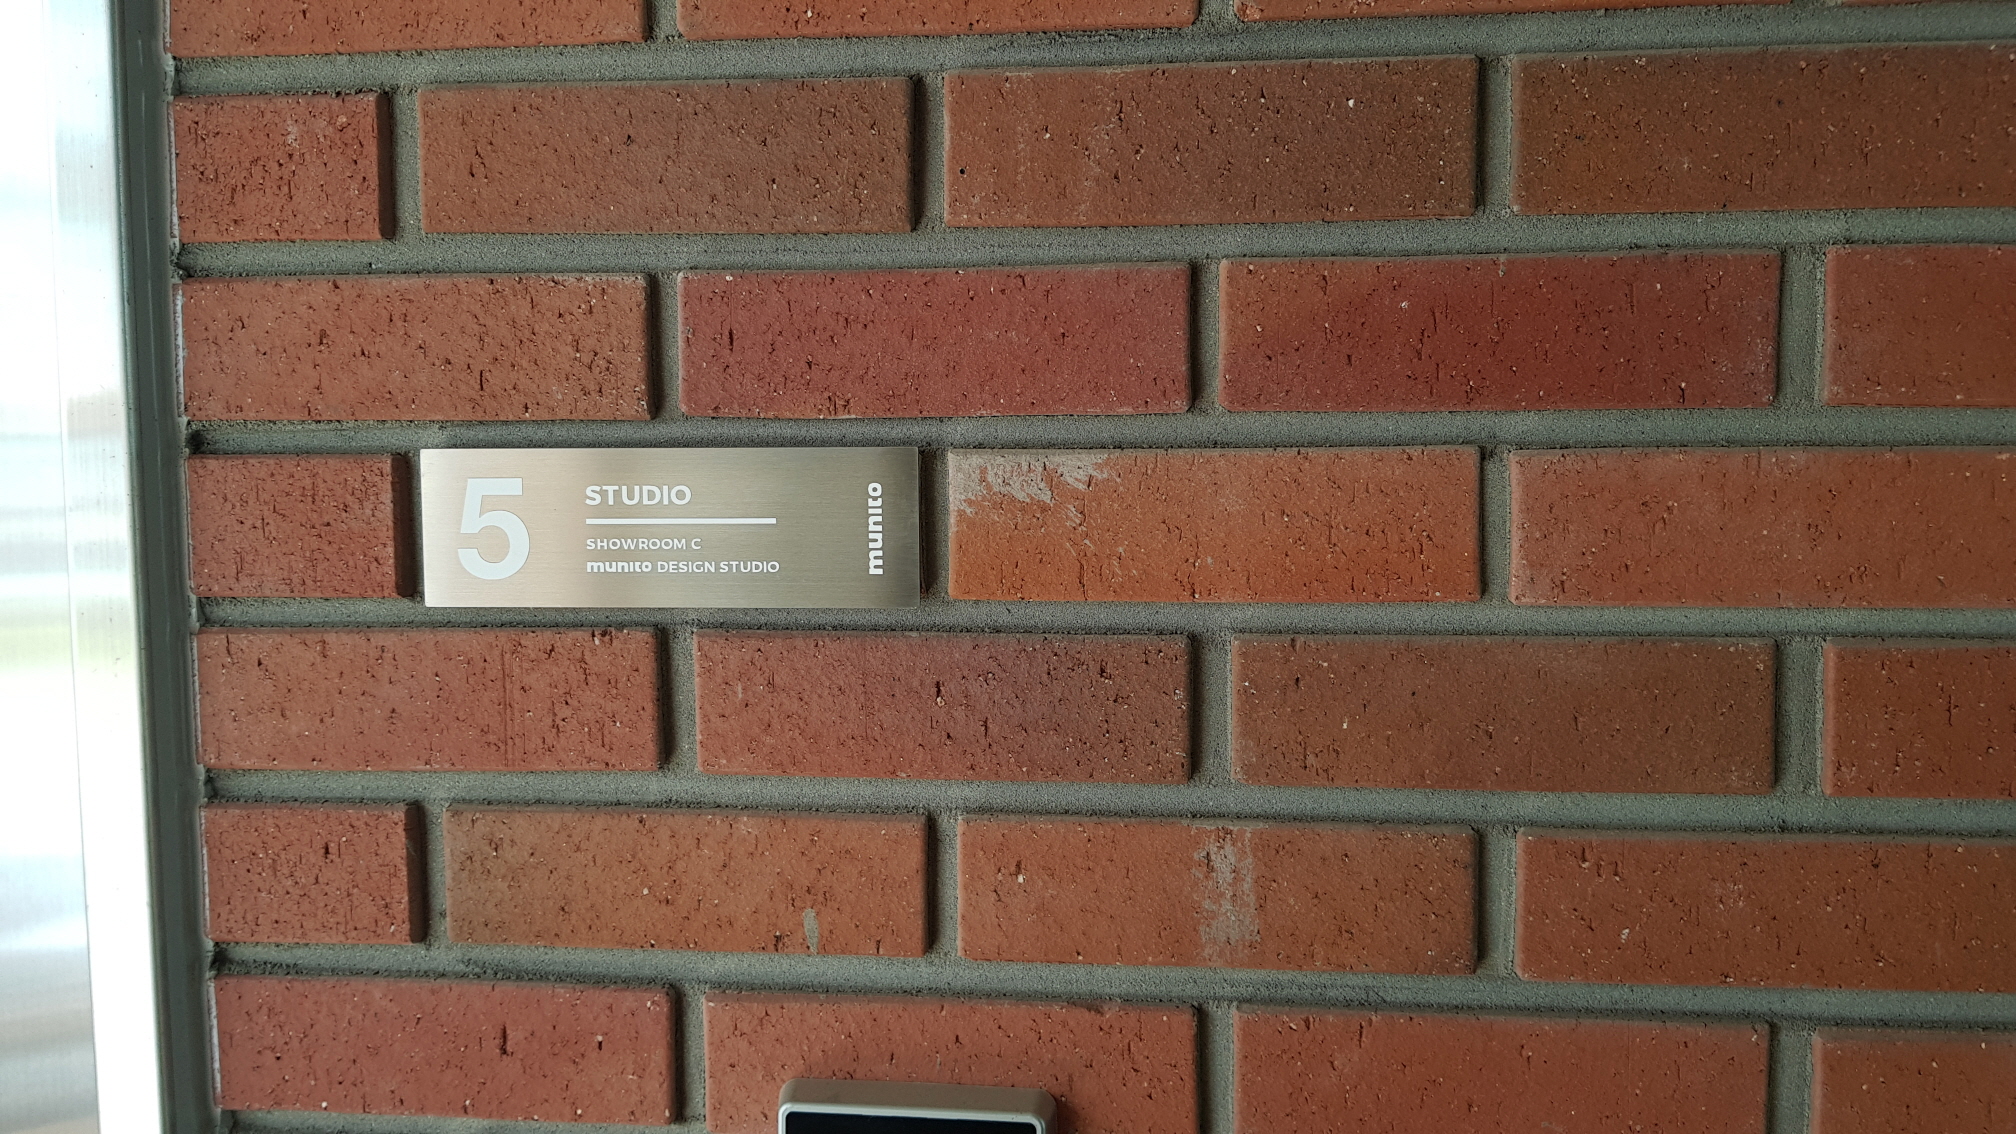 5
STUDIO
SHOWROOM C
munito DESIGN STUDIO
munito